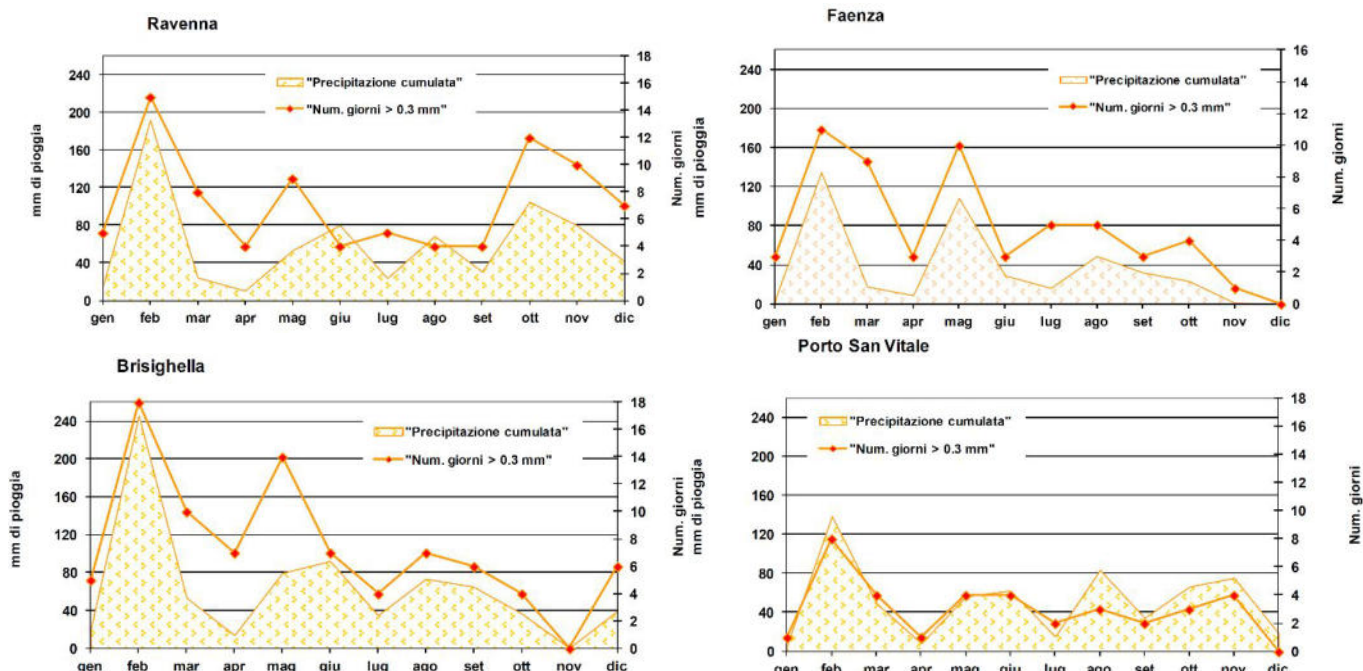 Ravenna
mm di pioggia
240
200
160
120
80
40
0
"Precipitazione cumulata"
"Num. giorni > 0.3 mm"
18
16
14
12
10
8
6
4
2
0
Num. giorni
gen feb mar apr mag giu lug ago set ott nov dic
Faenza
mm di pioggia
240
200
160
120
80
40
0
"Precipitazione cumulata"
"Num. giorni > 0.3 mm"
16
14
12
10
8
6
4
2
0
Num. giorni
gen feb mar apr mag giu lug ago set ott nov dic
Brisighella
mm di pioggia
240
200
160
120
80
40
0
"Precipitazione cumulata"
"Num. giorni > 0.3 mm"
18
16
14
12
10
8
6
4
2
0
Num. giorni
gen feb mar apr mag giu lug ago set ott nov dic
Porto San Vitale
mm di pioggia
240
200
160
120
80
40
0
"Precipitazione cumulata"
"Num. giorni > 0.3 mm"
18
16
14
12
10
8
6
4
2
0
Num. giorni
gen feb mar apr mag giu lug ago set ott nov dic